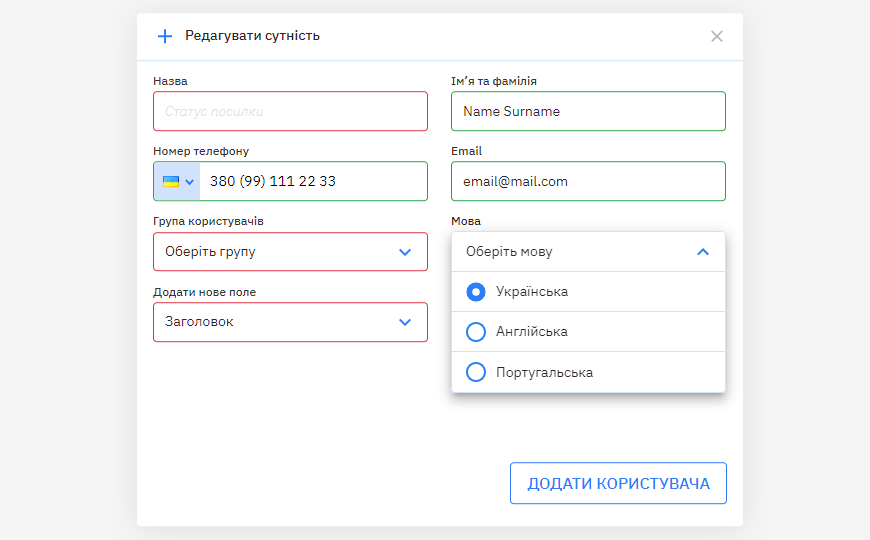 Редагувати сутність
Назва
Статус посилки
Ім’я та фамілія
Name Surname
Номер телефону
380 (99) 111 22 33
Email
email@mail.com
Група користувачів
Оберіть групу
Мова
Оберіть мову
Українська
Англійська
Португальська
Додати нове поле
Заголовок
ДОДАТИ КОРИСТУВАЧА